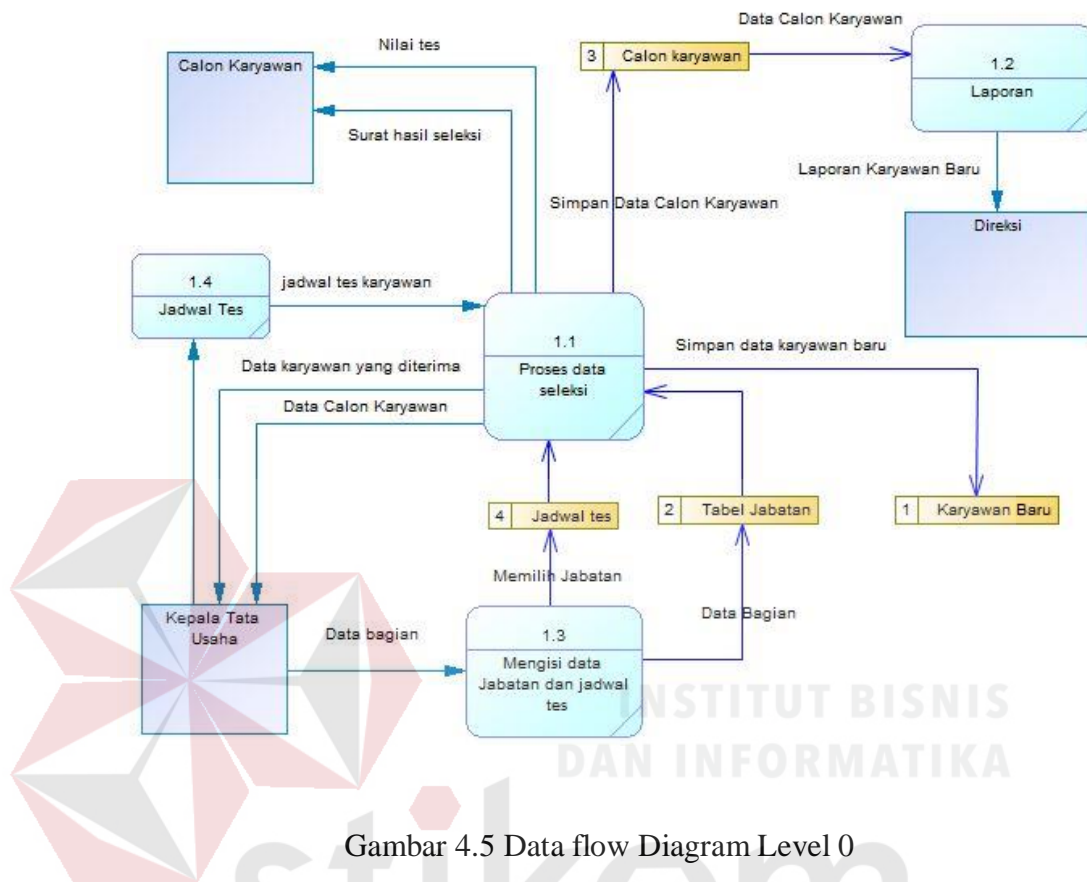 Data Calon Karyawan
Nilai tes
Calon Karyawan
3 Calon karyawan
1.2
Laporan
Surat hasil seleksi
Laporan Karyawan Baru
Simpan Data Calon Karyawan
Direksi
1.4
Jadwal Tes
jadwal tes karyawan
1.1
Proses data
seleksi
Simpan data karyawan baru
Data karyawan yang diterima
Data Calon Karyawan
4 Jadwal tes
2 Tabel Jabatan
1 Karyawan Baru
Memilih Jabatan
Kepala Tata
Usaha
Data bagian
1.3
Mengisi data
Jabatan dan jadwal
tes
Data Bagian
INSTITUT BISNIS
DAN INFORMATIKA
Gambar 4.5 Data flow Diagram Level 0
stikom